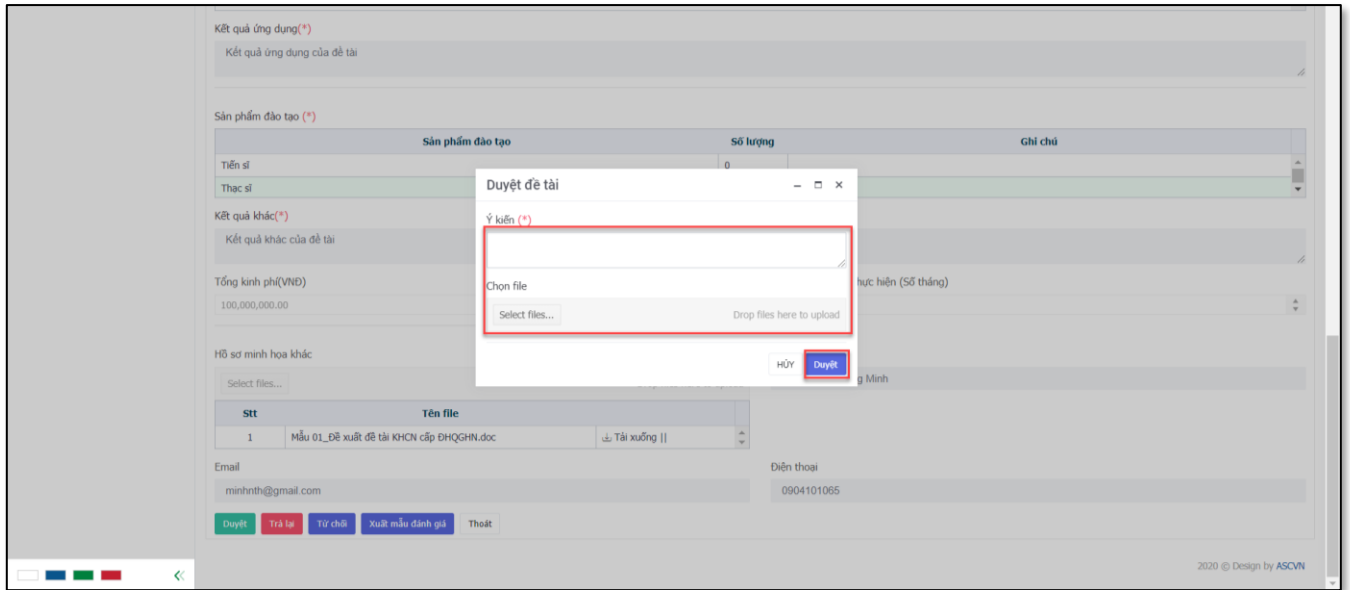 Kết quả ứng dụng(*)
Kết quả ứng dụng của đề tài
Sản phẩm đào tạo (*)
Sản phẩm đào tạo Số lượng Ghi chú
Tiến sĩ 0
Thạc sĩ
Kết quả khác(*)
Kết quả khác của đề tài
Tổng kinh phí(VNĐ) hực hiện (Số tháng)
100,000,000.00
Duyệt đề tài
Ý kiến (*)
Chọn file
Select files... Drop files here to upload
HỦY Duyệt
Hồ sơ minh họa khác
Select files... g Minh
Stt Tên file
1 Mẫu 01_Đề xuất đề tài KHCN cấp ĐHQGHN.doc Tải xuống ||
Email Điện thoại
minhnth@gmail.com 0904101065
Duyệt Trả lại Từ chối Xuất mẫu đánh giá Thoát
2020 © Design by ASCVN